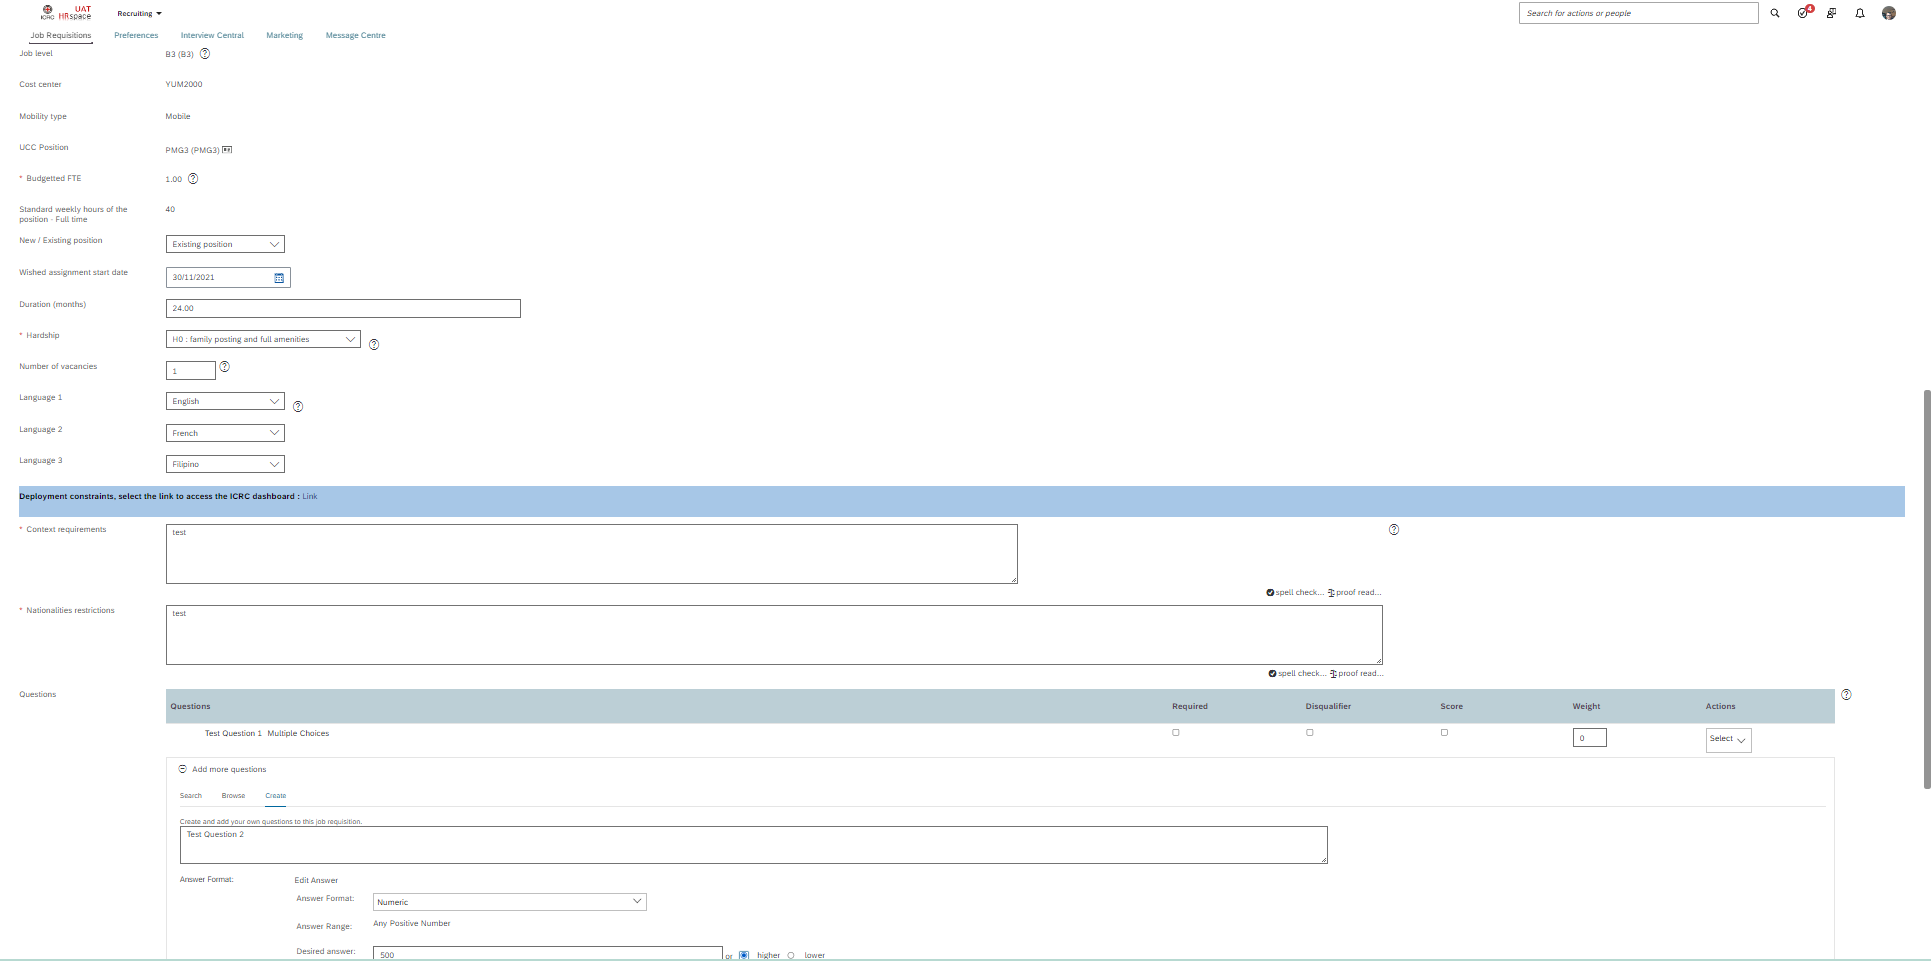 UAT
ICRC HRspace
Recruiting
Search for actions or people
4
Job Requisitions Preferences Interview Central Marketing Message Centre
Job level B3 (B3) ?
Cost center YUM2000
Mobility type Mobile
UCC Position PMG3 (PMG3)
* Budgetted FTE 1.00 ?
Standard weekly hours of the position - Full time 40
New / Existing position Existing position
Wished assignment start date 30/11/2021
Duration (months) 24.00
* Hardship H0 : family posting and full amenities ?
Number of vacancies 1 ?
Language 1 English ?
Language 2 French
Language 3 Filipino
Deployment constraints, select the link to access the ICRC dashboard : Link
* Context requirements test ?
spell check... proof read...
* Nationalities restrictions test
spell check... proof read...
Questions ?
Questions Required Disqualifier Score Weight Actions
Test Question 1 Multiple Choices 0 Select
Add more questions
Search Browse Create
Create and add your own questions to this job requisition.
Test Question 2
Answer Format: Edit Answer
Answer Format: Numeric
Answer Range: Any Positive Number
Desired answer: 500 or higher lower